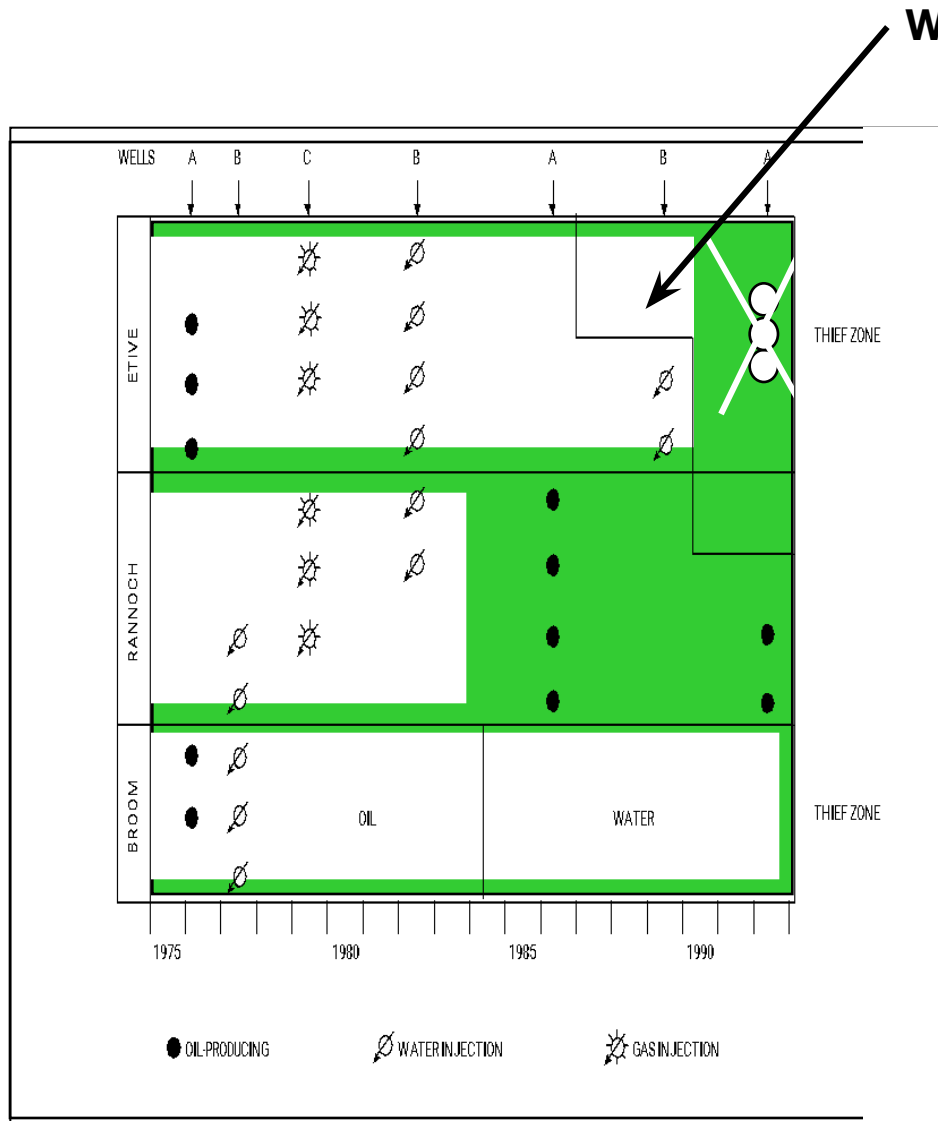 W
WELLS A B C B A B A
ETIVE
THIEF ZONE
RANNOCH
BROOM
OIL
WATER
THIEF ZONE
1975 1980 1985 1990
OIL-PRODUCING
WATER INJECTION
GAS INJECTION